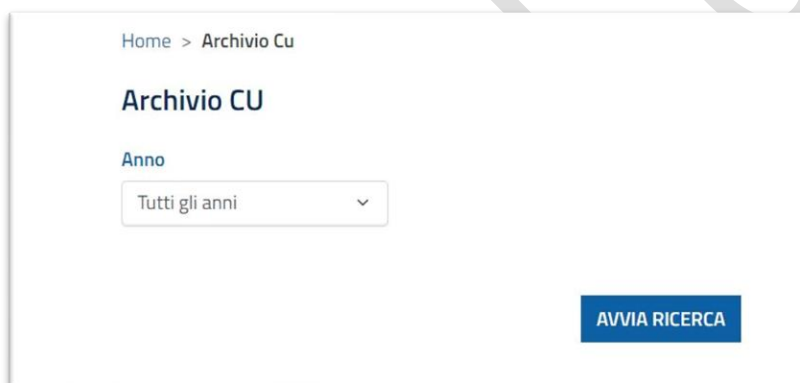 Home > Archivio Cu
Archivio CU
Anno
Tutti gli anni
AVVIA RICERCA